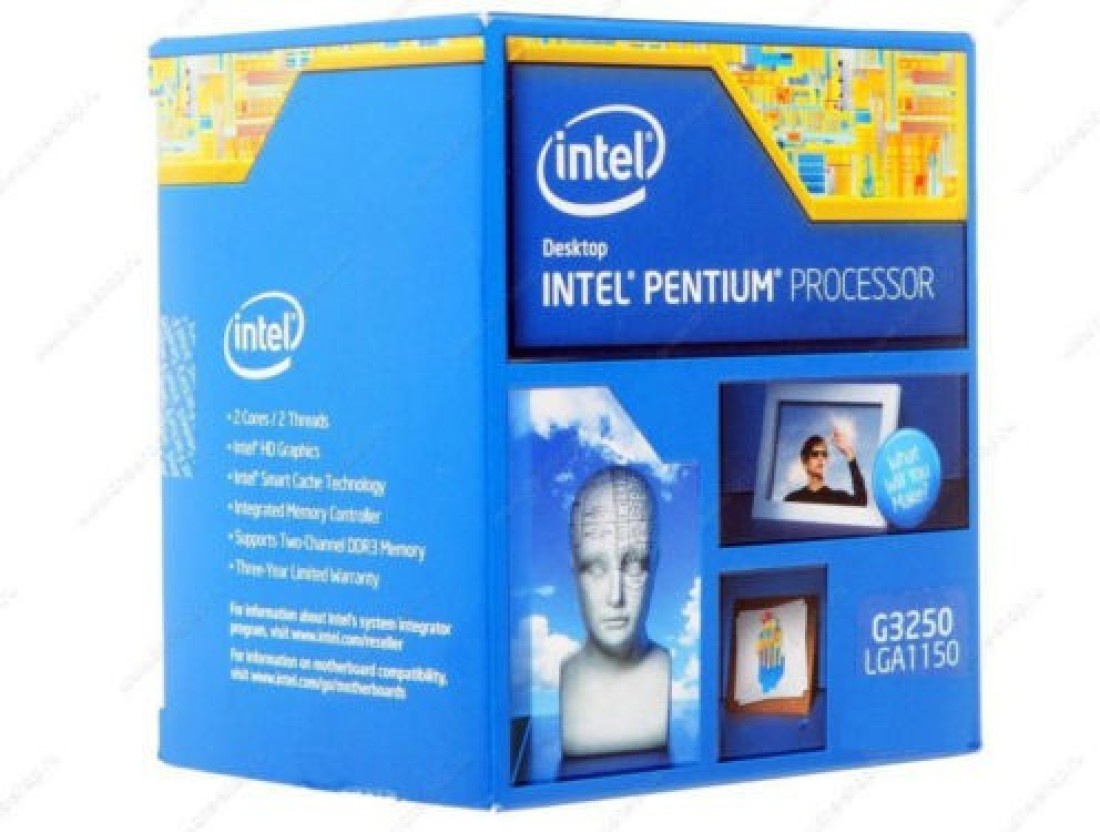 intel®
• 2 Cores / 2 Threads
• Intel® HD Graphics
• Intel® Smart Cache Technology
• Integrated Memory Controller
• Supports Two-Channel DDR3 Memory
• Three-Year Limited Warranty
For information about Intel's system integrator
program, visit www.intel.com/reseller
For information on motherboard compatibility,
visit www.intel.com/go/motherboards
intel®
Desktop
INTEL® PENTIUM® PROCESSOR
What
Will You
Make?
G3250
LGA1150